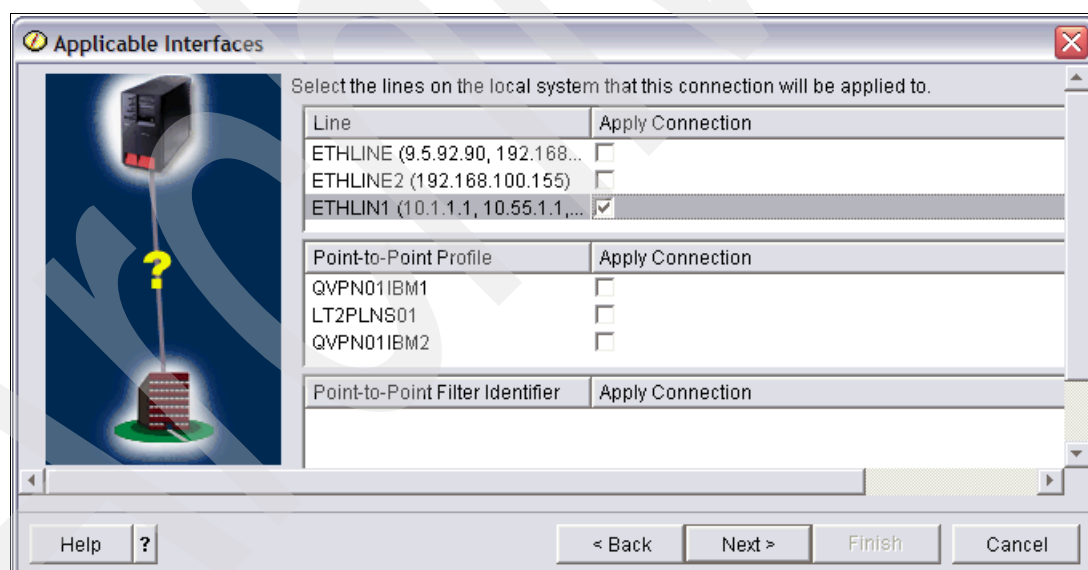 Applicable Interfaces
Select the lines on the local system that this connection will be applied to.
Line Apply Connection
ETHLINE (9.5.92.90, 192.168...
ETHLINE2 (192.168.100.155)
ETHLIN1 (10.1.1.1, 10.55.1.1,...
Point-to-Point Profile Apply Connection
QVPN01IBM1
LT2PLNS01
QVPN01IBM2
Point-to-Point Filter Identifier Apply Connection
?
Help ? < Back Next > Finish Cancel